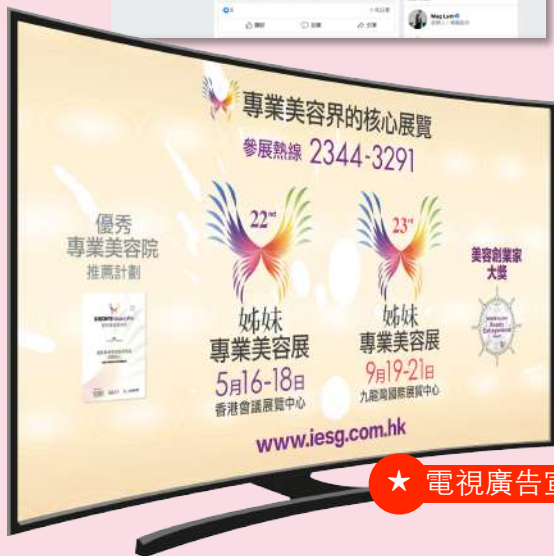 Meg Lam
專業美容界的核心展覽
參展熱線 2344-3291
優秀
專業美容院
推薦計劃
22nd
姊妹
專業美容展
5月16-18日
香港會議展覽中心
23rd
姊妹
專業美容展
9月19-21日
九龍灣國際展貿中心
美容創業家
大獎
www.iesg.com.hk
★ 電視廣告宣